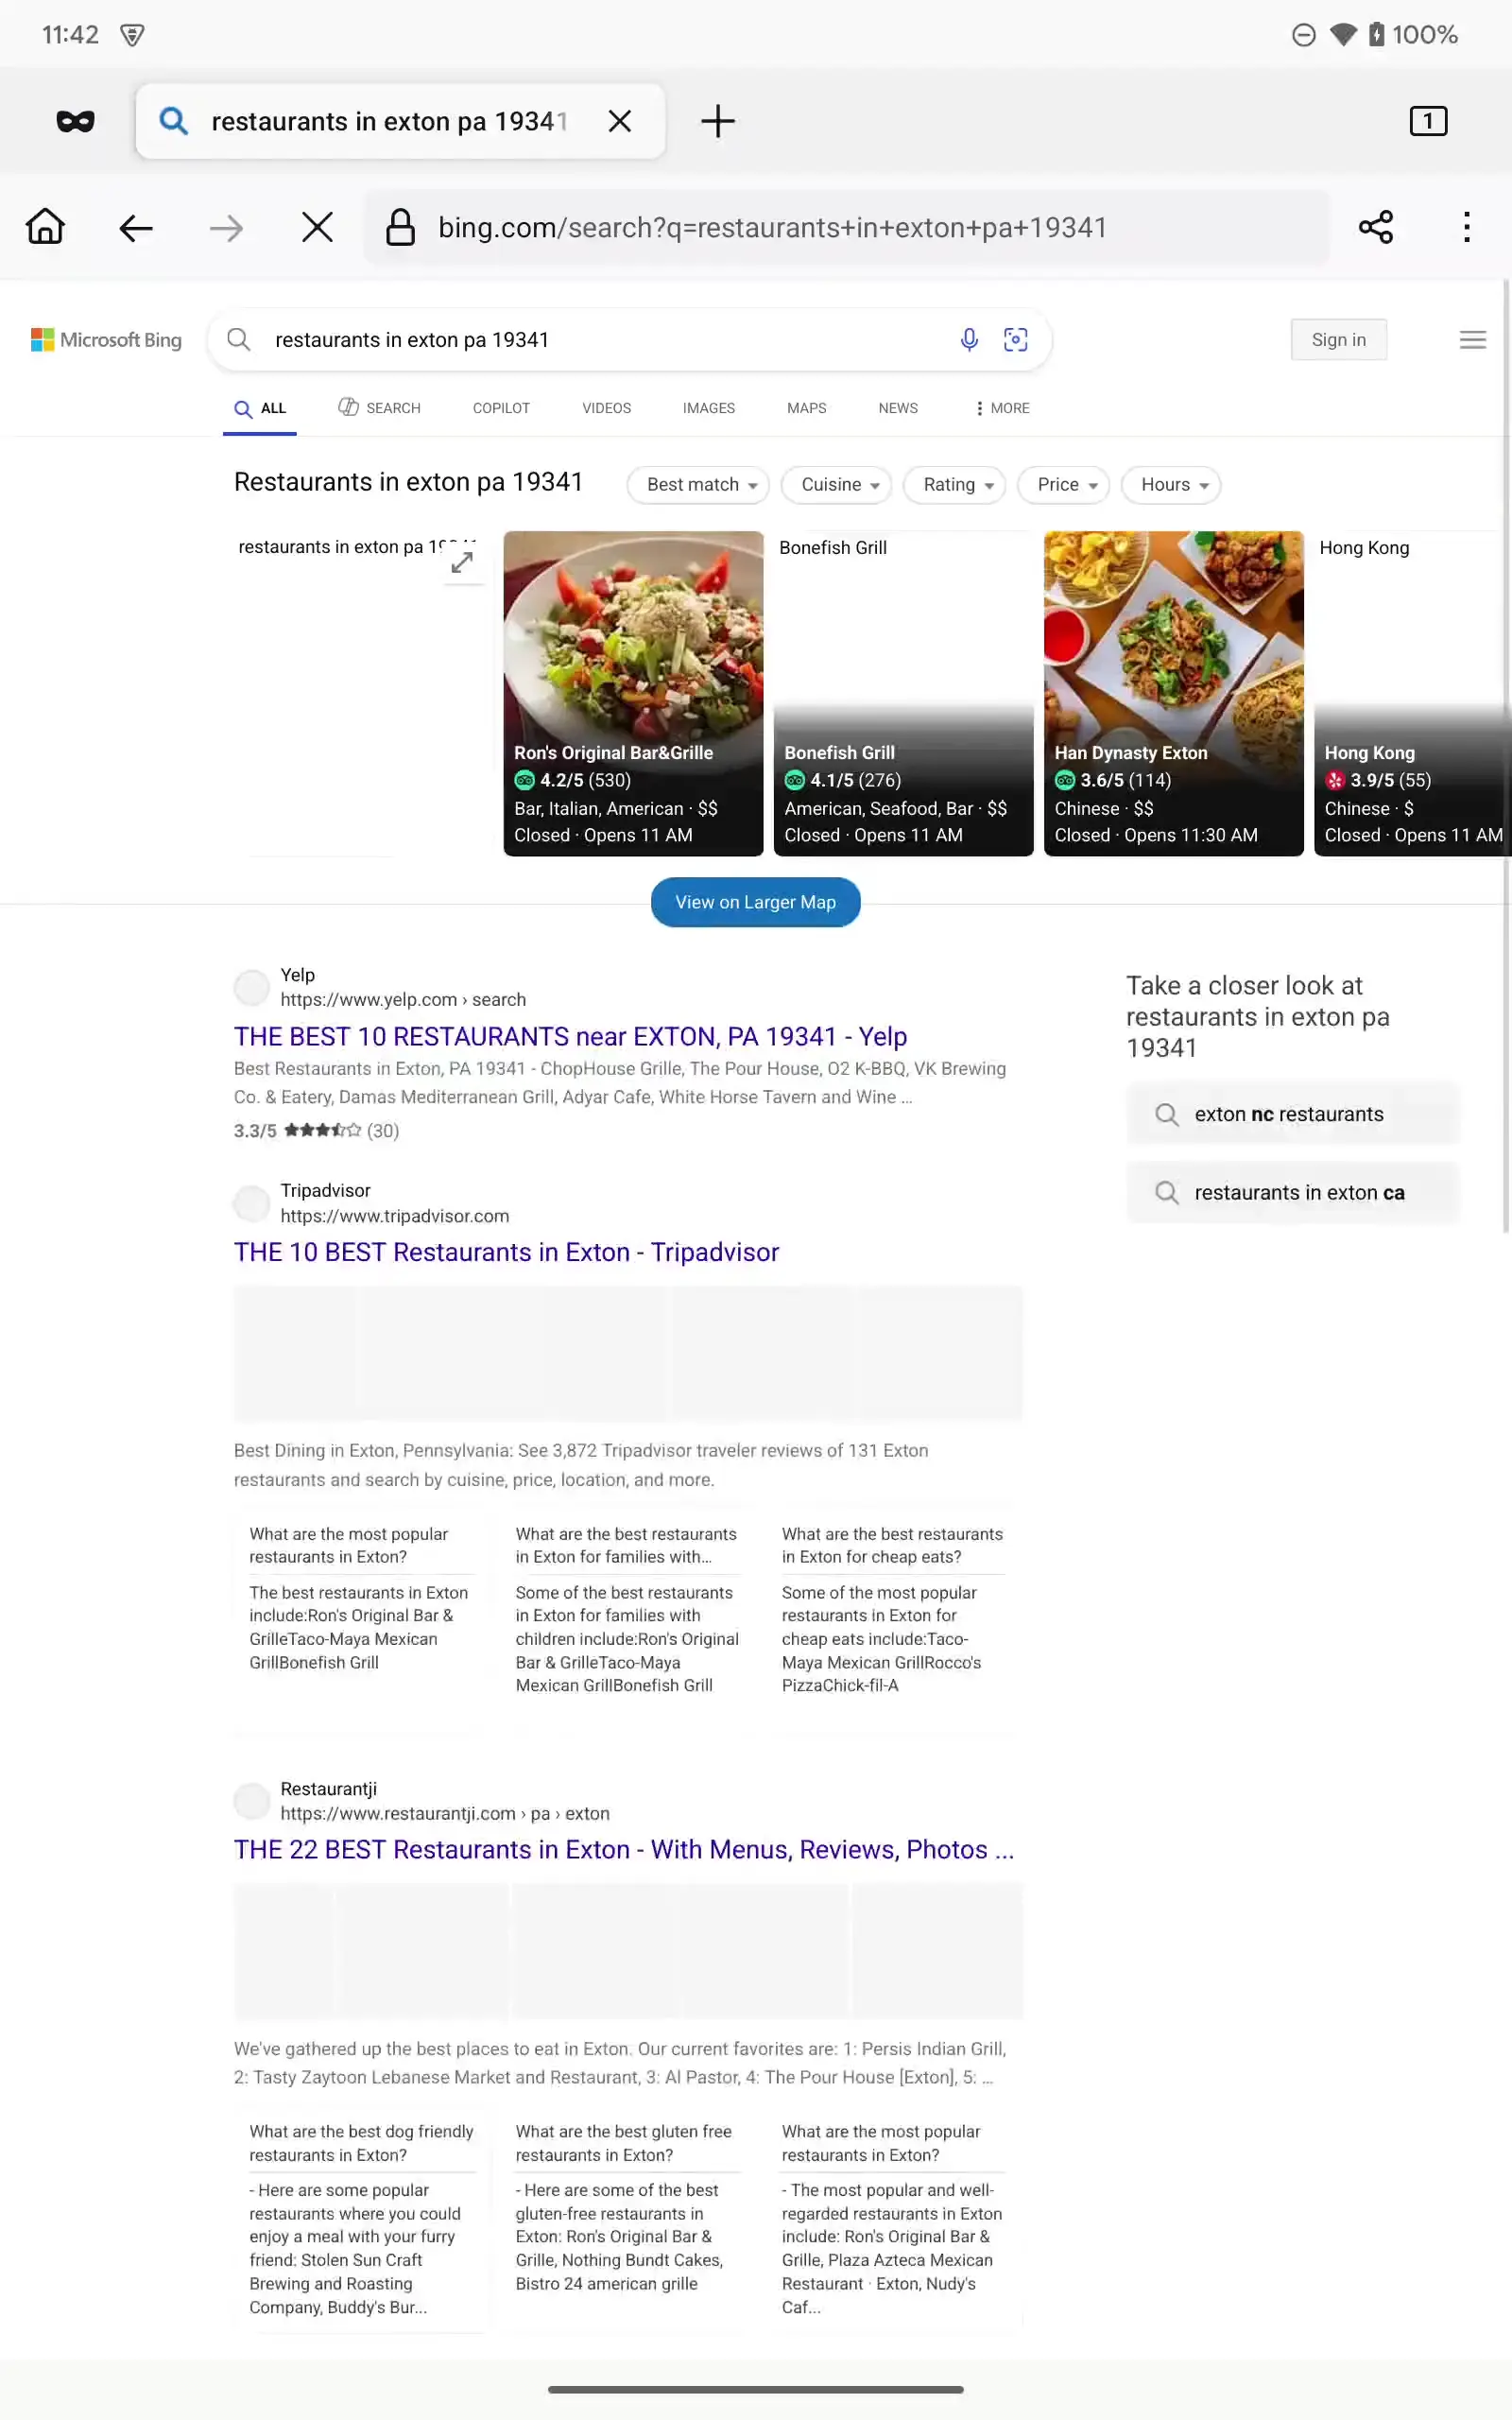 11:42
100%
restaurants in exton pa 19341
1
bing.com/search?q=restaurants+in+exton+pa+19341
Microsoft Bing
restaurants in exton pa 19341
Sign in
ALL
SEARCH
COPILOT
VIDEOS
IMAGES
MAPS
NEWS
MORE
Restaurants in exton pa 19341
Best match
Cuisine
Rating
Price
Hours
restaurants in exton pa 19341
Ron's Original Bar&Grille
4.2/5 (530)
Bar, Italian, American · $$
Closed · Opens 11 AM
Bonefish Grill
Bonefish Grill
4.1/5 (276)
American, Seafood, Bar · $$
Closed · Opens 11 AM
Han Dynasty Exton
3.6/5 (114)
Chinese · $$
Closed · Opens 11:30 AM
Hong Kong
Hong Kong
3.9/5 (55)
Chinese · $
Closed · Opens 11 AM
View on Larger Map
Yelp
https://www.yelp.com › search
THE BEST 10 RESTAURANTS near EXTON, PA 19341 - Yelp
Best Restaurants in Exton, PA 19341 - ChopHouse Grille, The Pour House, O2 K-BBQ, VK Brewing
Co. & Eatery, Damas Mediterranean Grill, Adyar Cafe, White Horse Tavern and Wine ...
3.3/5 (30)
Take a closer look at
restaurants in exton pa
19341
exton nc restaurants
restaurants in exton ca
Tripadvisor
https://www.tripadvisor.com
THE 10 BEST Restaurants in Exton - Tripadvisor
Best Dining in Exton, Pennsylvania: See 3,872 Tripadvisor traveler reviews of 131 Exton
restaurants and search by cuisine, price, location, and more.
What are the most popular
restaurants in Exton?
The best restaurants in Exton
include:Ron's Original Bar &
GrilleTaco-Maya Mexican
GrillBonefish Grill
What are the best restaurants
in Exton for families with...
Some of the best restaurants
in Exton for families with
children include:Ron's Original
Bar & GrilleTaco-Maya
Mexican GrillBonefish Grill
What are the best restaurants
in Exton for cheap eats?
Some of the most popular
restaurants in Exton for
cheap eats include:Taco-
Maya Mexican GrillRocco's
PizzaChick-fil-A
Restaurantji
https://www.restaurantji.com › pa › exton
THE 22 BEST Restaurants in Exton - With Menus, Reviews, Photos ...
We've gathered up the best places to eat in Exton. Our current favorites are: 1: Persis Indian Grill,
2: Tasty Zaytoon Lebanese Market and Restaurant, 3: Al Pastor, 4: The Pour House [Exton], 5: ...
What are the best dog friendly
restaurants in Exton?
- Here are some popular
restaurants where you could
enjoy a meal with your furry
friend: Stolen Sun Craft
Brewing and Roasting
Company, Buddy's Bur...
What are the best gluten free
restaurants in Exton?
- Here are some of the best
gluten-free restaurants in
Exton: Ron's Original Bar &
Grille, Nothing Bundt Cakes,
Bistro 24 american grille
What are the most popular
restaurants in Exton?
- The most popular and well-
regarded restaurants in Exton
include: Ron's Original Bar &
Grille, Plaza Azteca Mexican
Restaurant · Exton, Nudy's
Caf...